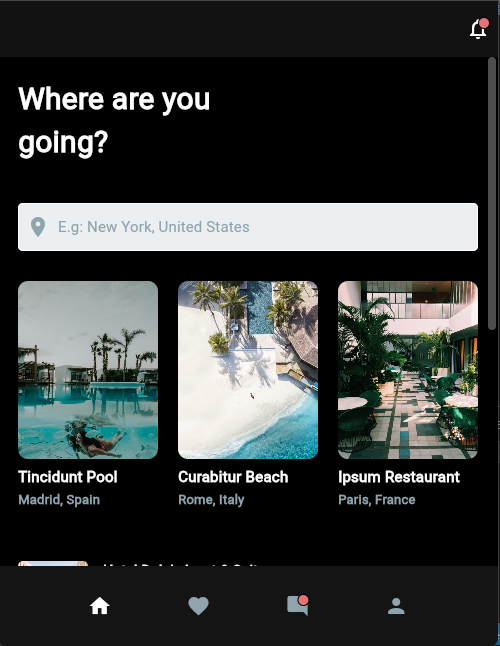 Where are you
going?
E.g: New York, United States
Tincidunt Pool
Curabitur Beach
Ipsum Restaurant
Madrid, Spain
Rome, Italy
Paris, France